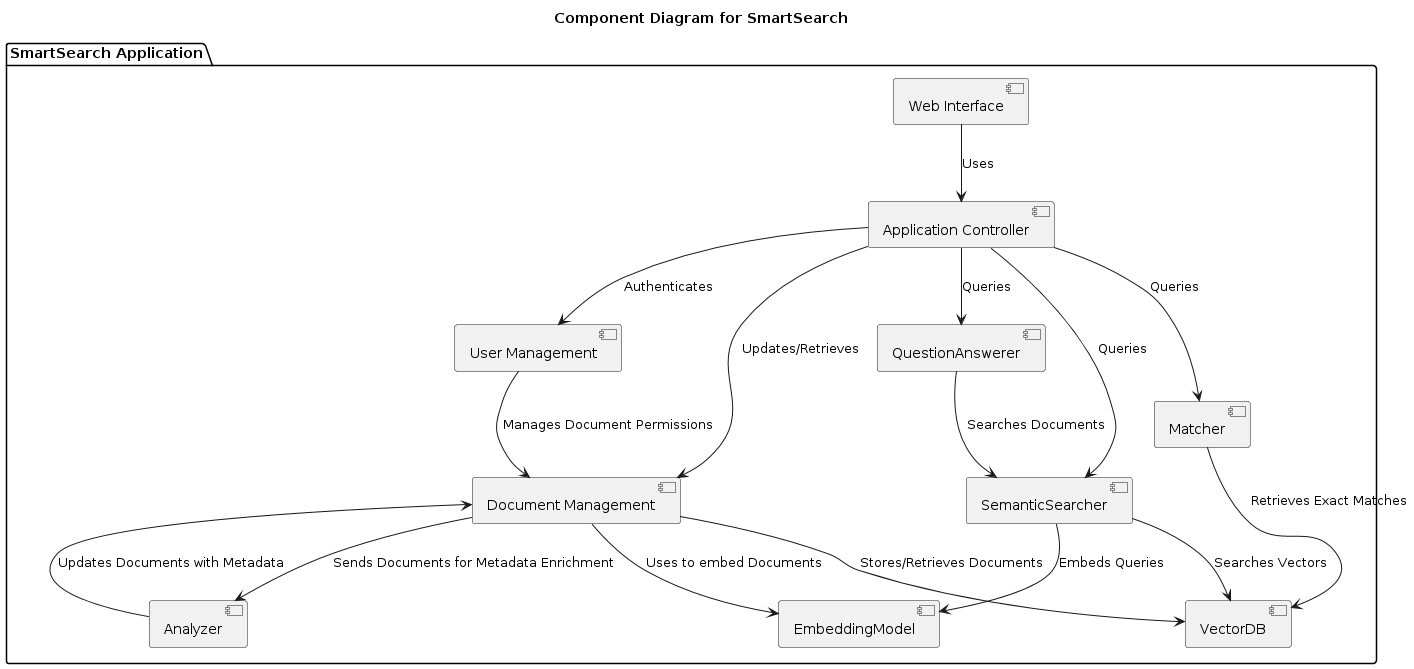 Component Diagram for SmartSearch
SmartSearch Application
Web Interface
Uses
Application Controller
Authenticates
Queries
Queries
User Management
Updates/Retrieves
QuestionAnswerer
Queries
Manages Document Permissions
Searches Documents
Matcher
Document Management
SemanticSearcher
Retrieves Exact Matches
Updates Documents with Metadata
Sends Documents for Metadata Enrichment
Uses to embed Documents
Stores/Retrieves Documents
Embeds Queries
Searches Vectors
Analyzer
EmbeddingModel
VectorDB